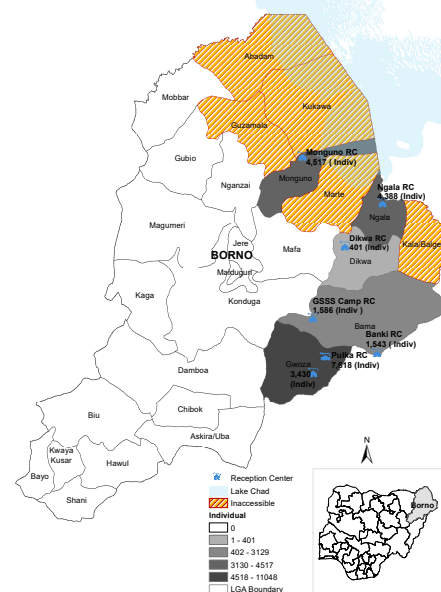 Abadam
Mobbar
Kukawa
Guzamala
Gubio
Monguno RC
4,517 ( Indiv)
Nganzai
Monguno
Ngala RC
4,388 (Indiv)
Marte
Ngala
Magumeri
Jere
Dikwa RC
401 (Indiv)
Mafa
Kala/Balge
BORNO
Dikwa
Maiduguri
Kaga
Konduga
GSSS Camp RC
1,586 (Indiv )
Bama
Banki RC
1,543 ( Indiv)
Pulka RC
7,618 (Indiv)
Gwoza
3,430
(Indiv)
Damboa
Chibok
Biu
Askira/Uba
Kwaya
Kusar
Hawul
Bayo
Shani
N
Reception Center
Lake Chad
Inaccessible
Individual
0
1 - 401
402 - 3129
3130 - 4517
4518 - 11048
LGA Boundary
Borno